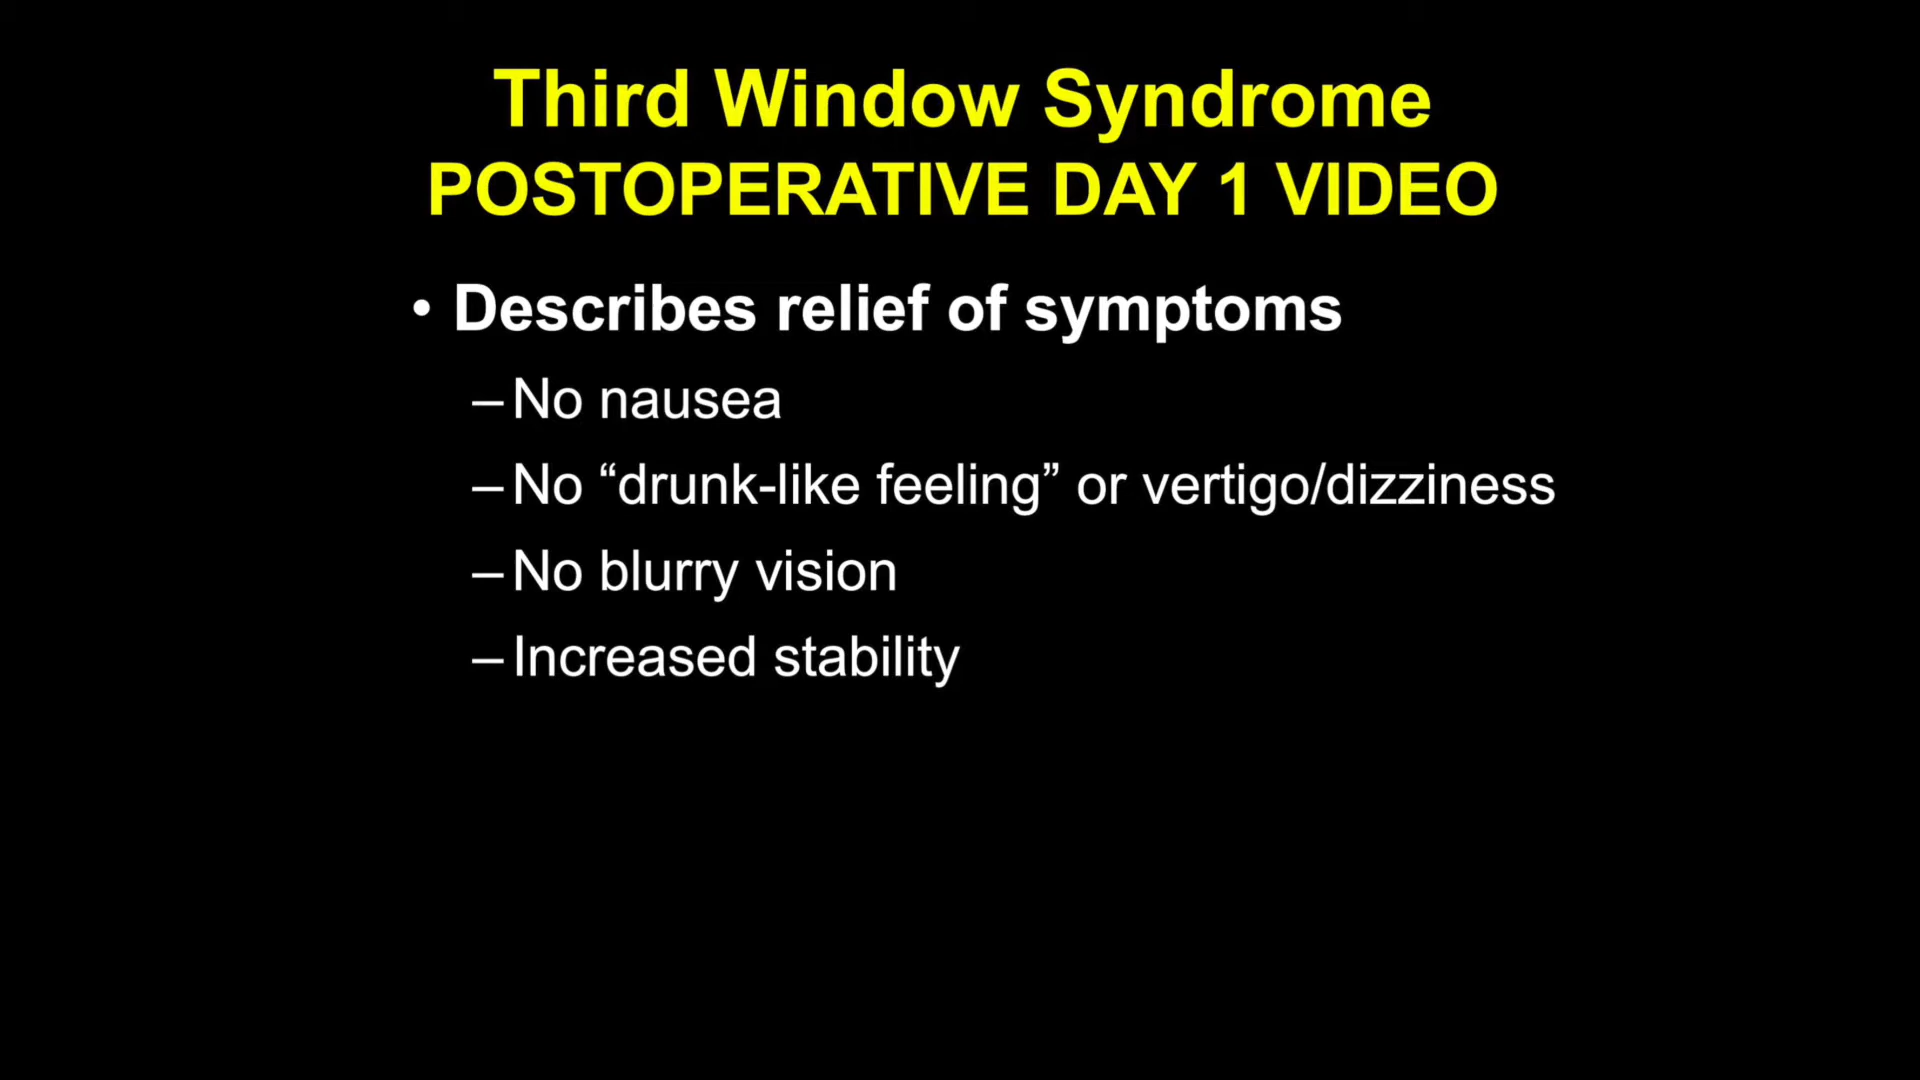 Third Window Syndrome
POSTOPERATIVE DAY 1 VIDEO
• Describes relief of symptoms
– No nausea
– No “drunk-like feeling” or vertigo/dizziness
– No blurry vision
– Increased stability